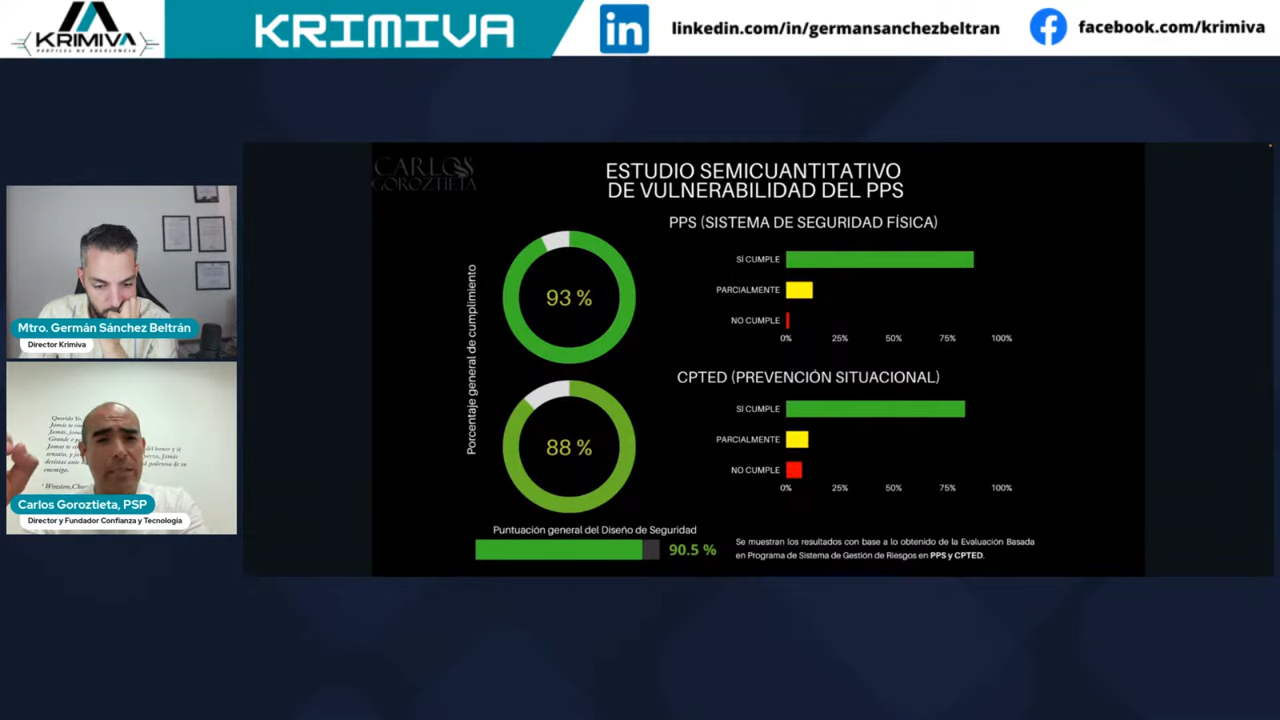 KRIMIVA
PERFILES DE EXCELENCIA
KRIMIVA
in
linkedin.com/in/germansanchezbeltran
facebook.com/krimiva
Mtro. Germán Sánchez Beltrán
Director Krimiva
Querido Yo,
enemigo.
Carlos Goroztieta, PSP
Director y Fundador Confianza y Tecnología
CARLOS
GOROZTIETA
ESTUDIO SEMICUANTITATIVO
DE VULNERABILIDAD DEL PPS
Porcentaje general de cumplimiento
93 %
PPS (SISTEMA DE SEGURIDAD FÍSICA)
SÍ CUMPLE
PARCIALMENTE
NO CUMPLE
0% 25% 50% 75% 100%
88 %
CPTED (PREVENCIÓN SITUACIONAL)
SÍ CUMPLE
PARCIALMENTE
NO CUMPLE
0% 25% 50% 75% 100%
Puntuación general del Diseño de Seguridad
90.5 %
Se muestran los resultados con base a lo obtenido de la Evaluación Basada
en Programa de Sistema de Gestión de Riesgos en PPS y CPTED.